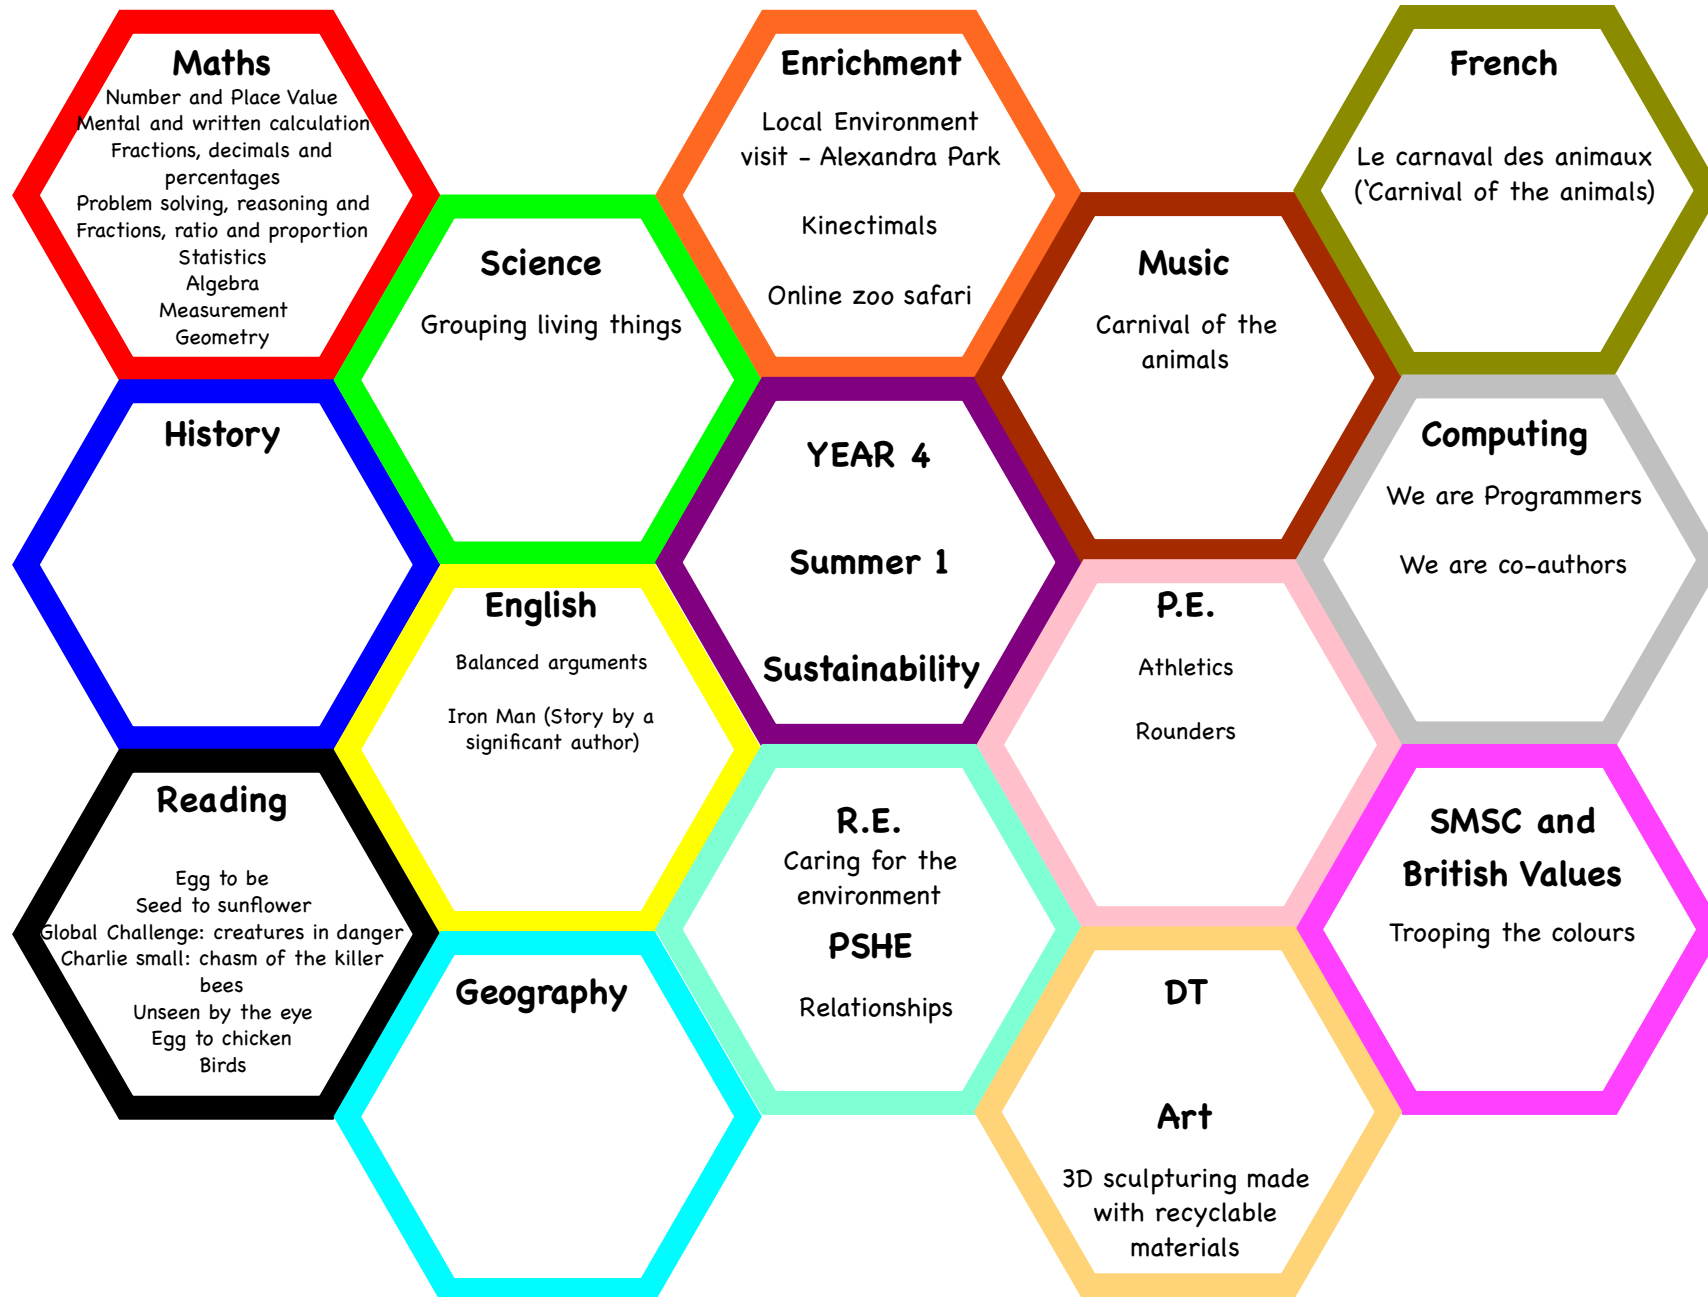 Maths
Number and Place Value
Mental and written calculation
Fractions, decimals and
percentages
Problem solving, reasoning and
Fractions, ratio and proportion
Statistics
Algebra
Measurement
Geometry
Enrichment
Local Environment
visit - Alexandra Park
Kinectimals
Online zoo safari
French
Le carnaval des animaux
(‘Carnival of the animals)
Science
Grouping living things
Music
Carnival of the
animals
History
YEAR 4
Summer 1
Sustainability
Computing
We are Programmers
We are co-authors
English
Balanced arguments
Iron Man (Story by a
significant author)
P.E.
Athletics
Rounders
Reading
Egg to be
Seed to sunflower
Global Challenge: creatures in danger
Charlie small: chasm of the killer
bees
Unseen by the eye
Egg to chicken
Birds
R.E.
Caring for the
environment
PSHE
Relationships
SMSC and
British Values
Trooping the colours
Geography
DT
Art
3D sculpturing made
with recyclable
materials